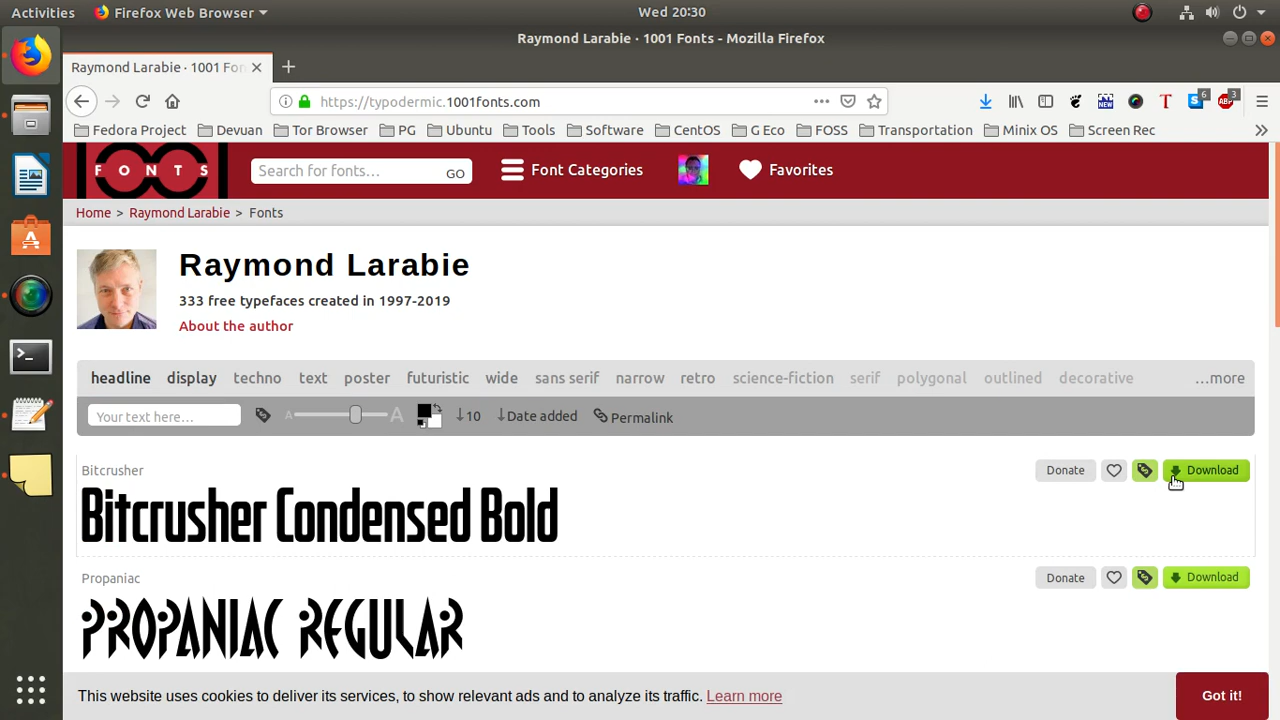 Activities Firefox Web Browser Wed 20:30
Raymond Larabie · 1001 Fonts - Mozilla Firefox
Raymond Larabie · 1001 Fon
https://typodermic.1001fonts.com 6 ABP 3
Fedora Project Devuan Tor Browser PG Ubuntu Tools Software CentOS G Eco FOSS Transportation Minix OS Screen Rec
FONTS Search for fonts… GO Font Categories Favorites
Home > Raymond Larabie > Fonts
Raymond Larabie
333 free typefaces created in 1997-2019
About the author
headline display techno text poster futuristic wide sans serif narrow retro science-fiction serif polygonal outlined decorative …more
Your text here… A A ↓10 ↓Date added Permalink
Bitcrusher Donate $ Download
Bitcrusher Condensed Bold
Propaniac Donate $ Download
PROPANIAC REGULAR
This website uses cookies to deliver its services, to show relevant ads and to analyze its traffic. Learn more Got it!